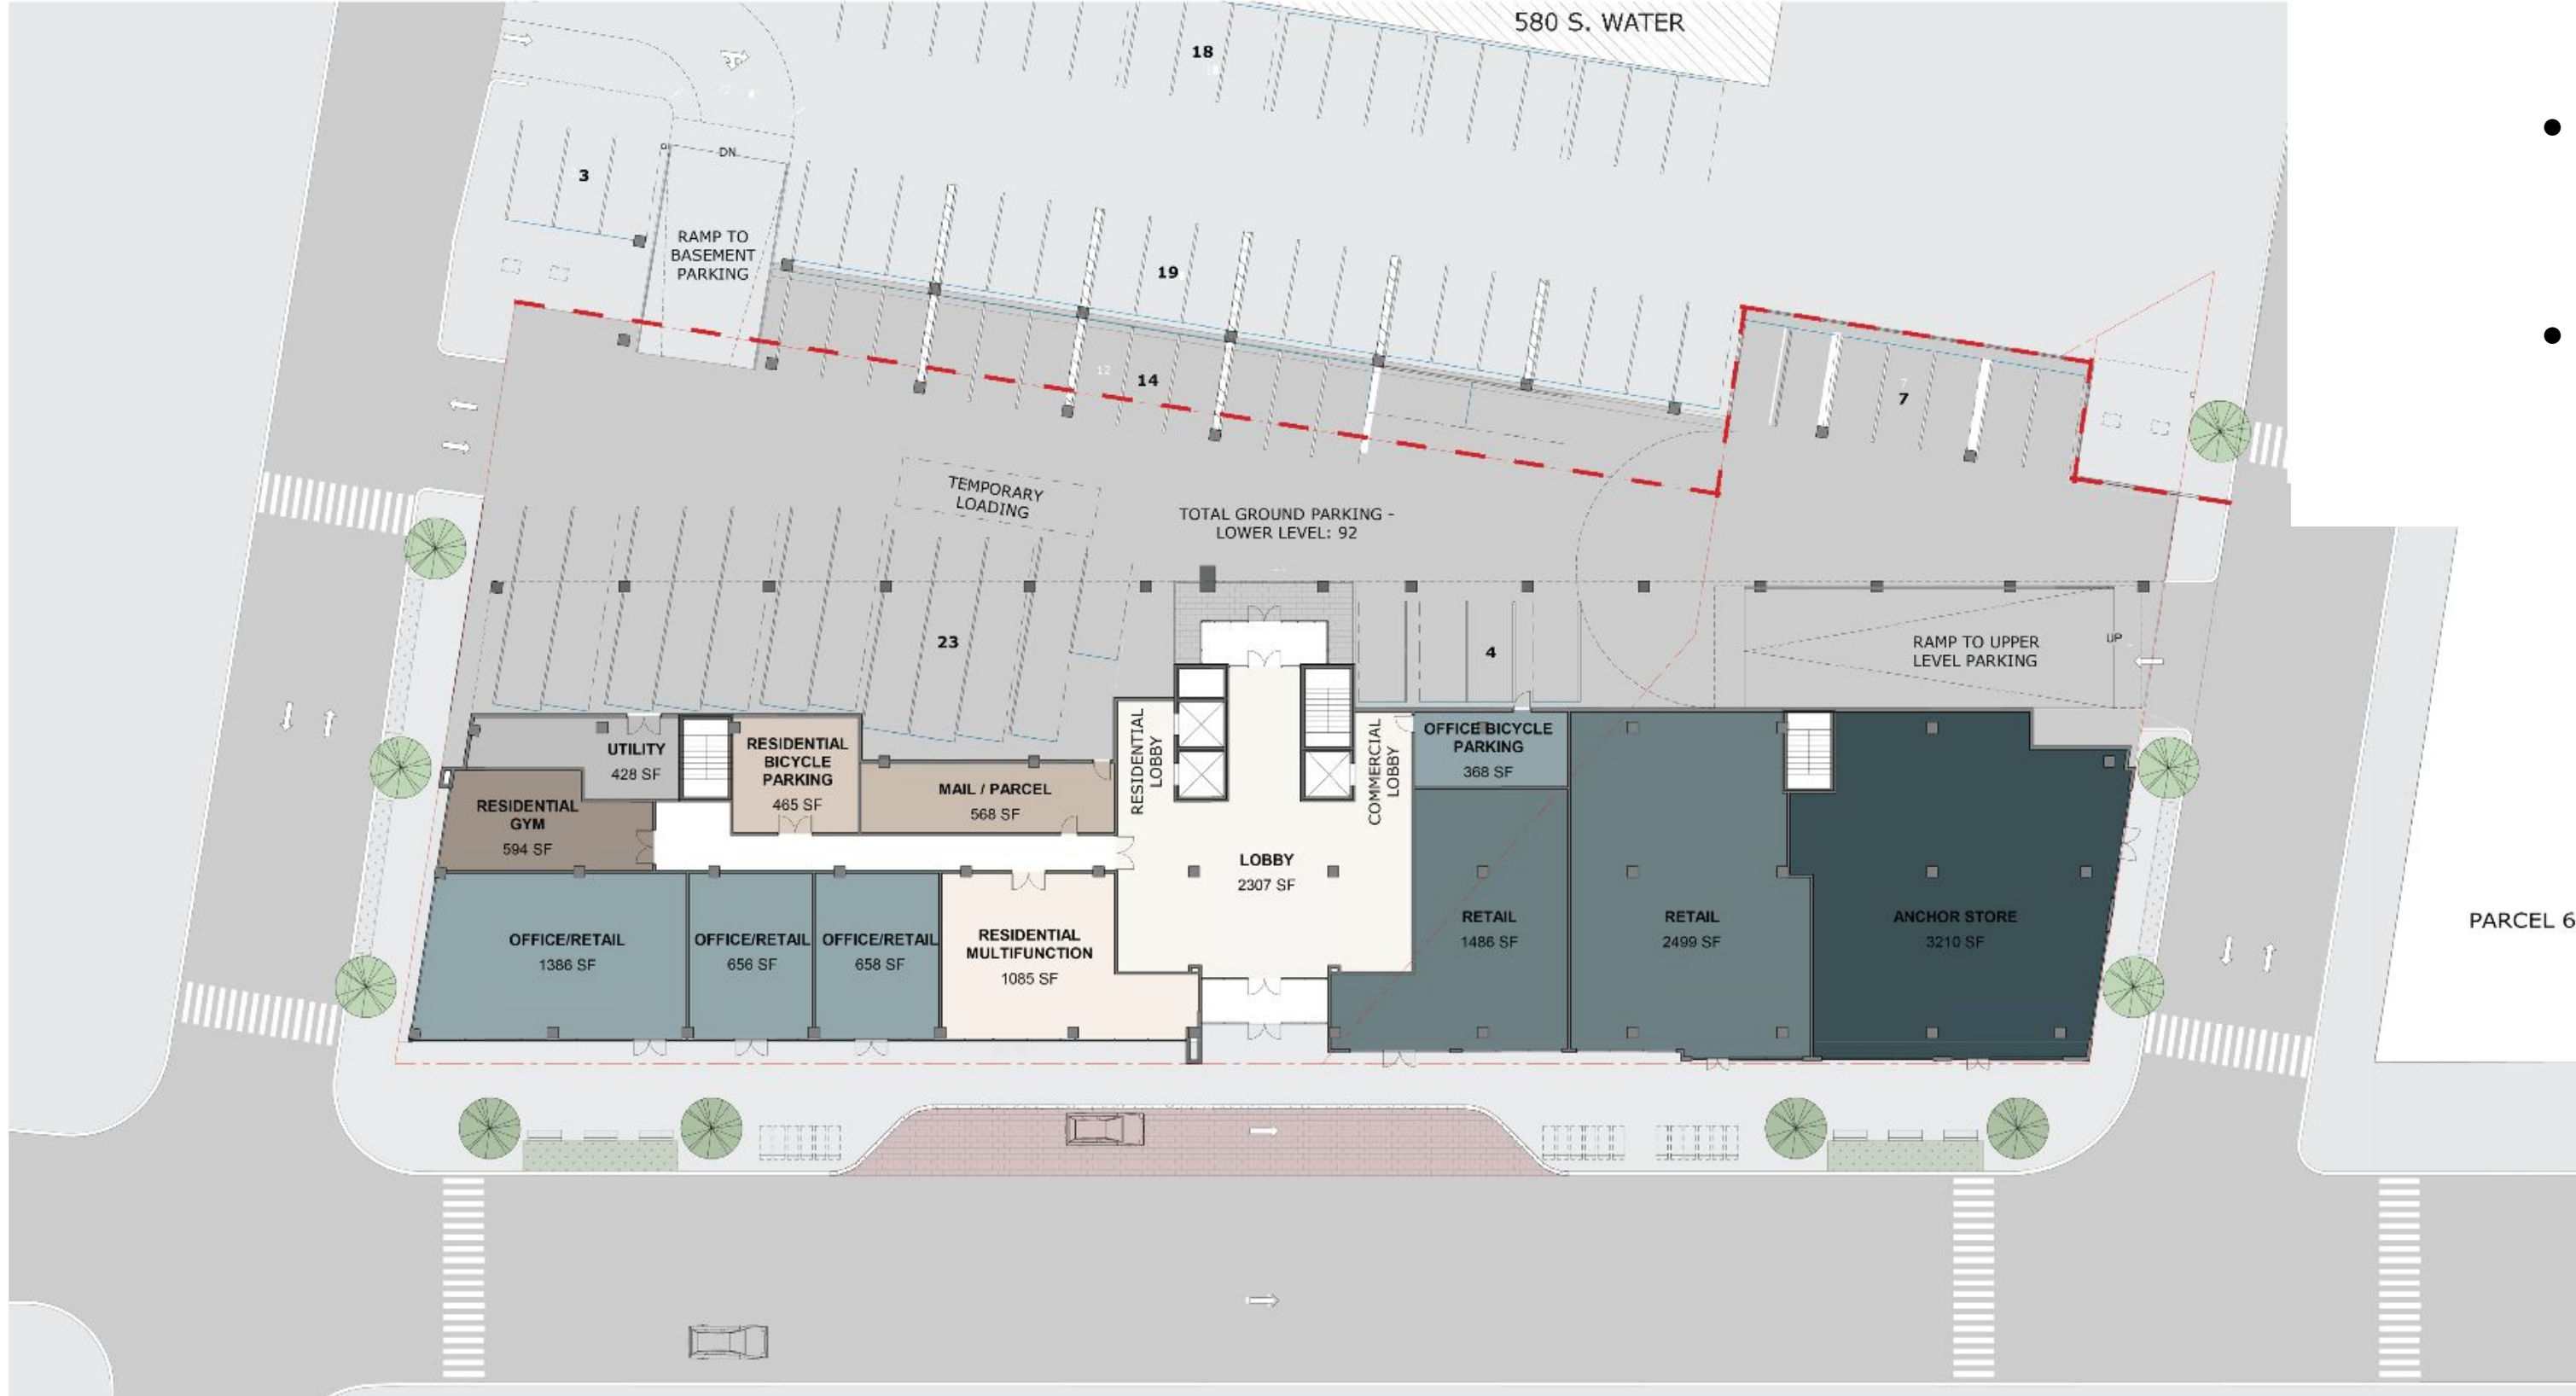 580 S. WATER
18
3
DN
RAMP TO
BASEMENT
PARKING
19
12
14
7
7
TEMPORARY
LOADING
TOTAL GROUND PARKING -
LOWER LEVEL: 92
23
4
RAMP TO UPPER
LEVEL PARKING
UP
UTILITY
428 SF
RESIDENTIAL
BICYCLE
PARKING
465 SF
MAIL / PARCEL
568 SF
RESIDENTIAL
LOBBY
COMMERCIAL
LOBBY
OFFICE BICYCLE
PARKING
368 SF
RESIDENTIAL
GYM
594 SF
LOBBY
2307 SF
OFFICE/RETAIL
1386 SF
OFFICE/RETAIL
656 SF
OFFICE/RETAIL
658 SF
RESIDENTIAL
MULTIFUNCTION
1085 SF
RETAIL
1486 SF
RETAIL
2499 SF
ANCHOR STORE
3210 SF
PARCEL 6